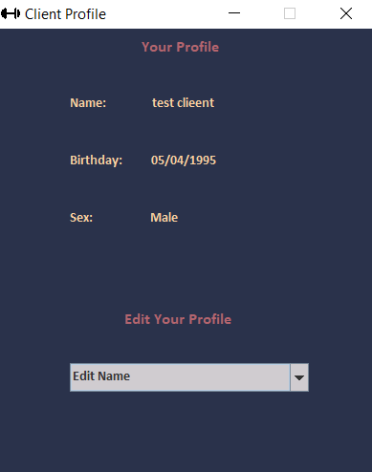 Client Profile
Your Profile
Name: test clieent
Birthday: 05/04/1995
Sex: Male
Edit Your Profile
Edit Name